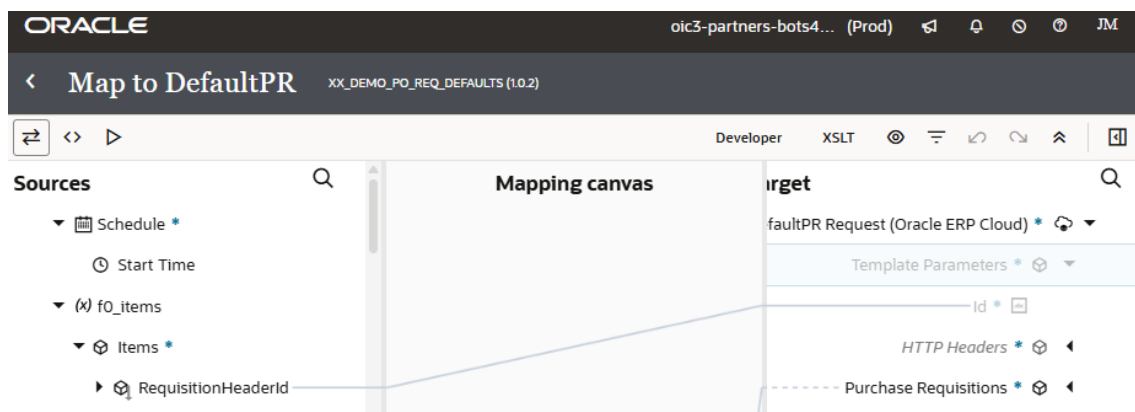 ORACLE oic3-partners-bots4... (Prod) JM
Map to DefaultPR XX_DEMO_PO_REQ_DEFAULTS (1.0.2)
Developer XSLT
Sources Mapping canvas rget
Schedule * faultPR Request (Oracle ERP Cloud) *
Start Time Template Parameters *
(x) f0_items Id *
Items * HTTP Headers *
RequisitionHeaderId Purchase Requisitions *